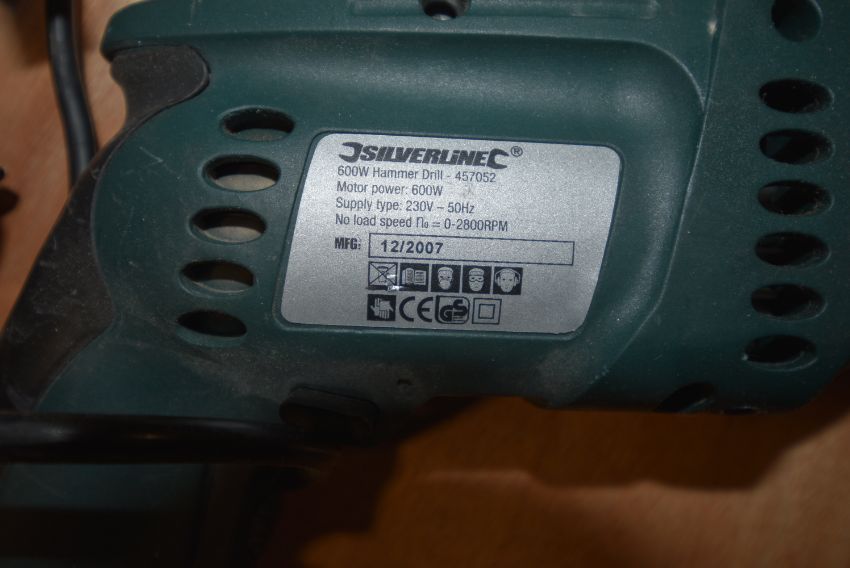 SILVERLINE®
600W Hammer Drill - 457052
Motor power: 600W
Supply type: 230V – 50Hz
No load speed n₀ = 0-2800RPM
MFG: 12/2007
CE GS